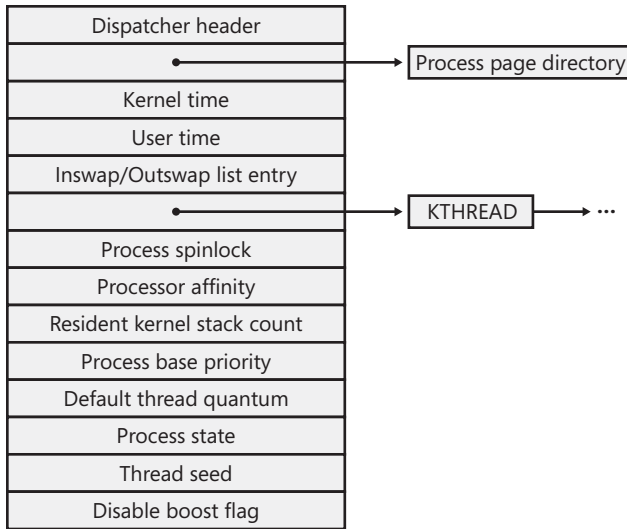 Dispatcher header
Process page directory
Kernel time
User time
Inswap/Outswap list entry
KTHREAD
...
Process spinlock
Processor affinity
Resident kernel stack count
Process base priority
Default thread quantum
Process state
Thread seed
Disable boost flag